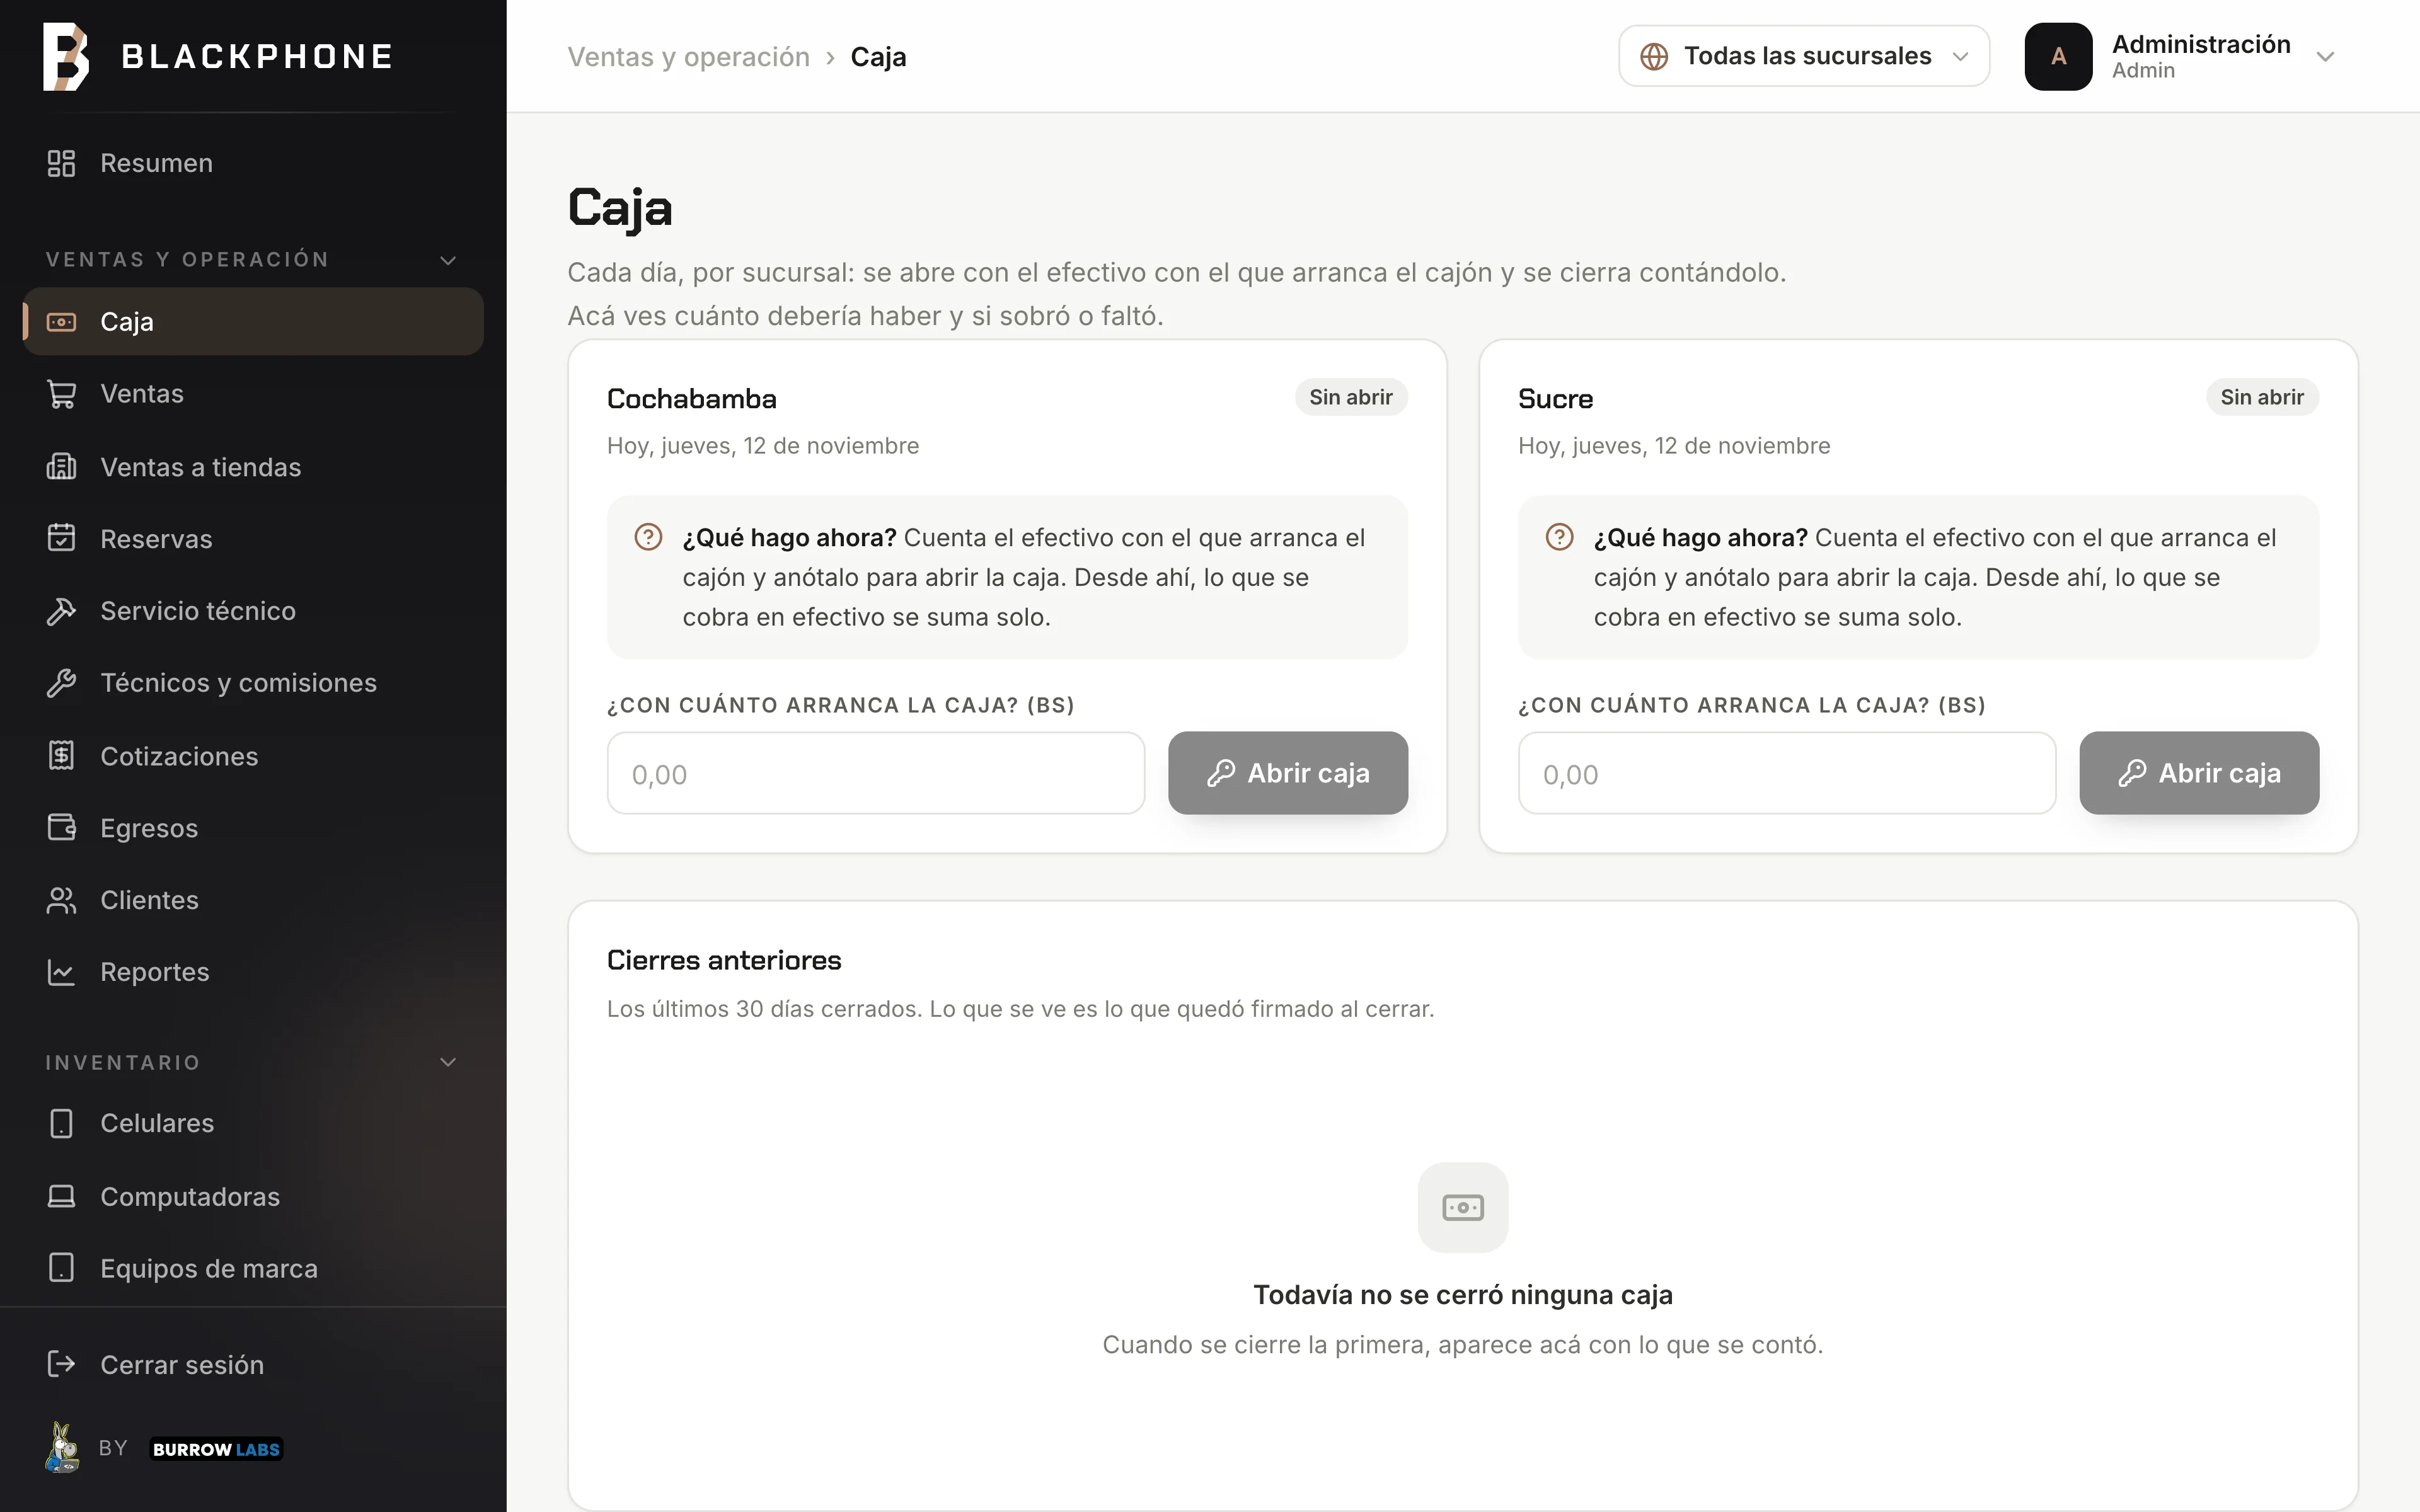 BLACKPHONE
Resumen
VENTAS Y OPERACIÓN
Caja
Ventas
Ventas a tiendas
Reservas
Servicio técnico
Técnicos y comisiones
Cotizaciones
Egresos
Clientes
Reportes
INVENTARIO
Celulares
Computadoras
Equipos de marca
Cerrar sesión
BY BURROW LABS
Ventas y operación › Caja
Todas las sucursales
A
Administración
Admin
Caja
Cada día, por sucursal: se abre con el efectivo con el que arranca el cajón y se cierra contándolo.
Acá ves cuánto debería haber y si sobró o faltó.
Cochabamba
Sin abrir
Hoy, jueves, 12 de noviembre
¿Qué hago ahora? Cuenta el efectivo con el que arranca el
cajón y anótalo para abrir la caja. Desde ahí, lo que se
cobra en efectivo se suma solo.
¿CON CUÁNTO ARRANCA LA CAJA? (BS)
0,00
Abrir caja
Sucre
Sin abrir
Hoy, jueves, 12 de noviembre
¿Qué hago ahora? Cuenta el efectivo con el que arranca el
cajón y anótalo para abrir la caja. Desde ahí, lo que se
cobra en efectivo se suma solo.
¿CON CUÁNTO ARRANCA LA CAJA? (BS)
0,00
Abrir caja
Cierres anteriores
Los últimos 30 días cerrados. Lo que se ve es lo que quedó firmado al cerrar.
Todavía no se cerró ninguna caja
Cuando se cierre la primera, aparece acá con lo que se contó.